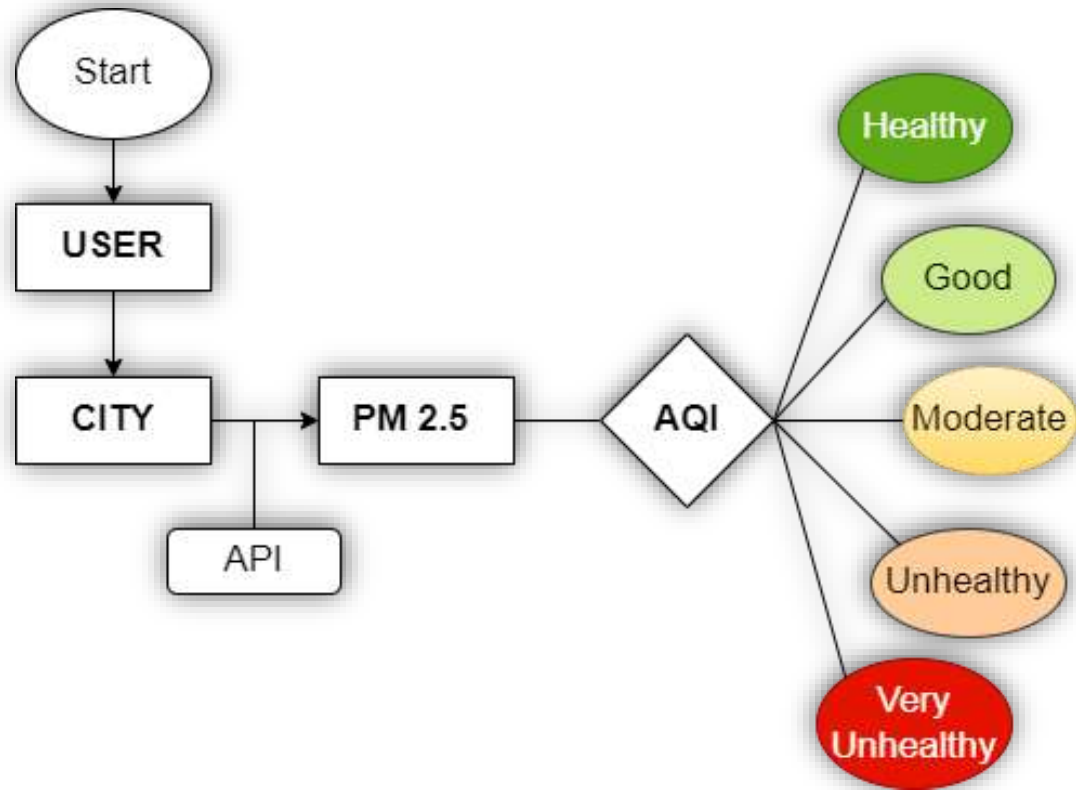 Start
USER
CITY
API
PM 2.5
AQI
Healthy
Good
Moderate
Unhealthy
Very
Unhealthy